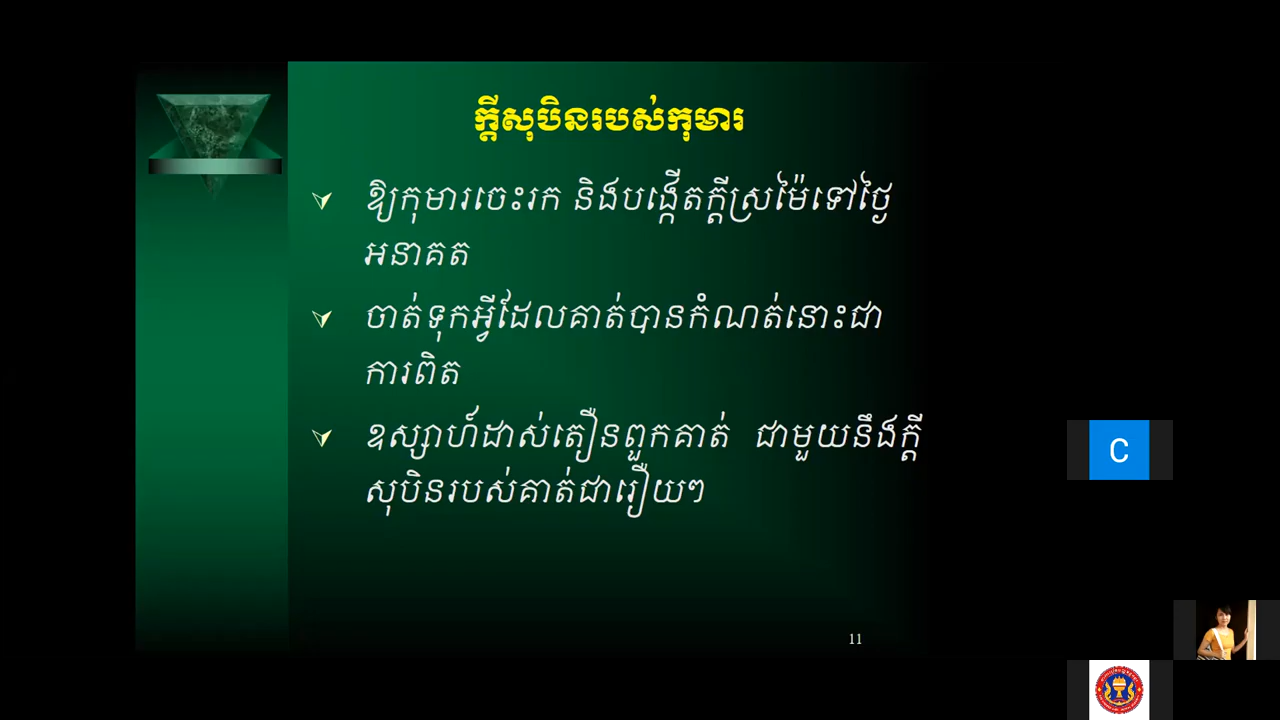 ក្តីសុបិនរបស់កុមារ
ឱ្យកុមារចេះរក និងបង្កើតក្តីស្រម៉ៃទៅថ្ងៃ
អនាគត
ចាត់ទុកអ្វីដែលគាត់បានកំណត់នោះជា
ការពិត
ឧស្សាហ៍ដាស់តឿនពួកគាត់ ជាមួយនឹងក្តី
សុបិនរបស់គាត់ជារឿយៗ
C
11